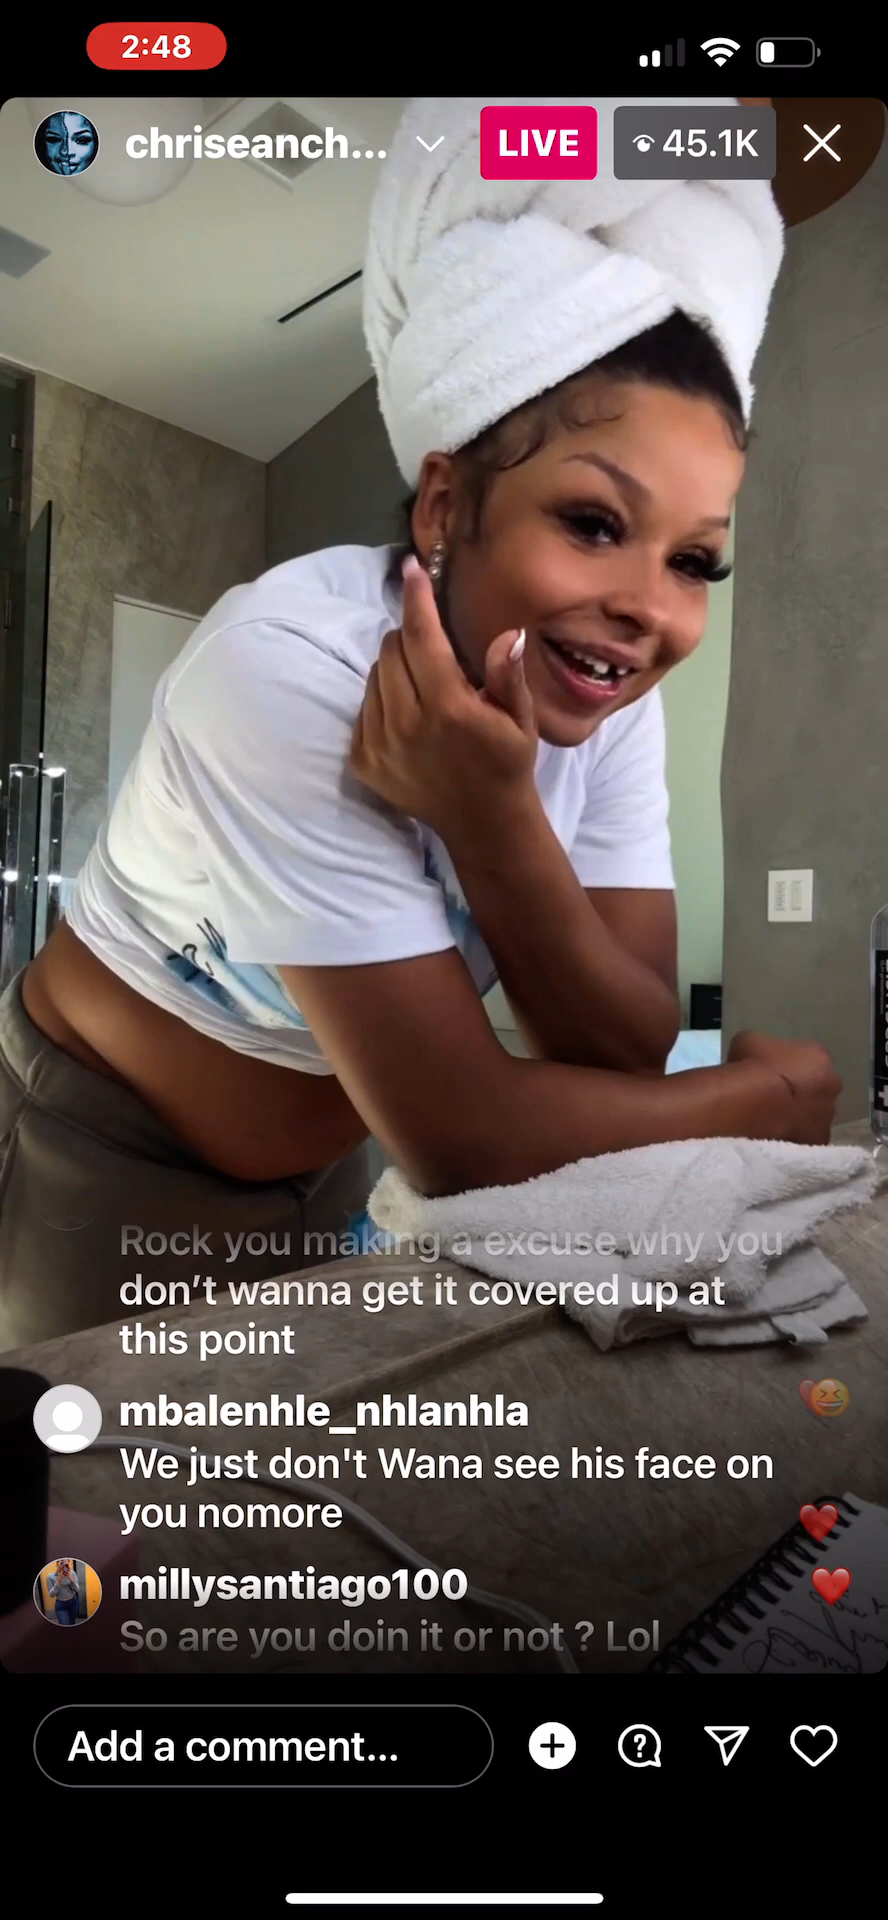 2:48
chriseanch...
LIVE
45.1K
Rock you making a excuse why you
don’t wanna get it covered up at
this point
mbalenhle_nhlanhla
We just don't Wana see his face on
you nomore
millysantiago100
So are you doin it or not ? Lol
Add a comment...